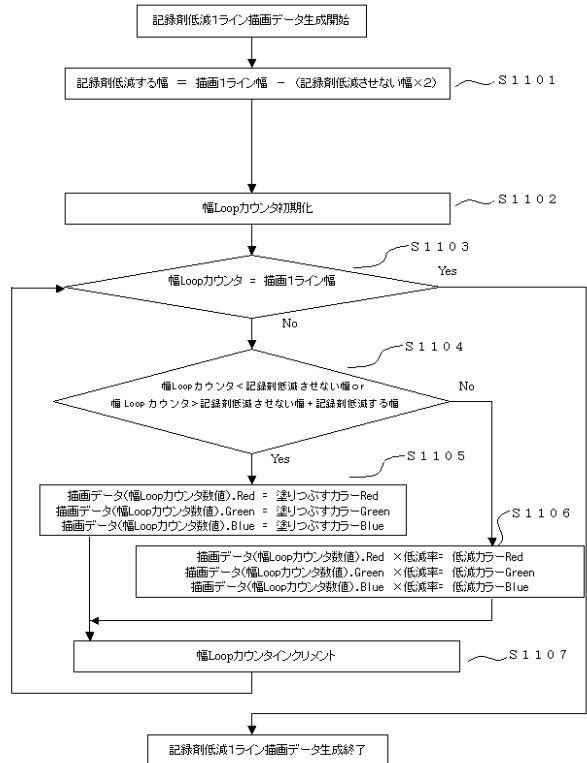 記録剤低減1ライン描画データ生成開始
記録剤低減する幅 ＝ 描画1ライン幅 － (記録剤低減させない幅×2)
Ｓ１１０１
幅Loopカウンタ初期化
Ｓ１１０２
Ｓ１１０３
幅Loopカウンタ = 描画1ライン幅
Yes
No
Ｓ１１０４
幅Loopカウンタ<記録剤低減させない幅or
幅Loopカウンタ>記録剤低減させない幅+記録剤低減する幅
No
Yes
Ｓ１１０５
描画データ(幅Loopカウンタ数値).Red = 塗りつぶすカラーRed
描画データ(幅Loopカウンタ数値).Green = 塗りつぶすカラーGreen
描画データ(幅Loopカウンタ数値).Blue = 塗りつぶすカラーBlue
Ｓ１１０６
描画データ(幅Loopカウンタ数値).Red ×低減率= 低減カラーRed
描画データ(幅Loopカウンタ数値).Green ×低減率= 低減カラーGreen
描画データ(幅Loopカウンタ数値).Blue ×低減率= 低減カラーBlue
幅Loopカウンタインクリメント
Ｓ１１０７
記録剤低減1ライン描画データ生成終了